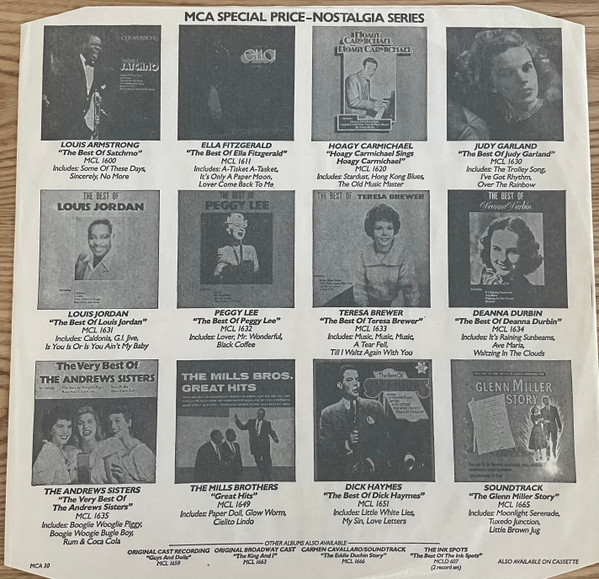 MCA SPECIAL PRICE–NOSTALGIA SERIES
SATCHMO
ella
HOAGY
CARMICHAEL
HOAGY CARMICHAEL
LOUIS ARMSTRONG
"The Best Of Satchmo"
MCL 1600
Includes: Some Of These Days,
Sincerely, No More
ELLA FITZGERALD
"The Best Of Ella Fitzgerald"
MCL 1611
Includes: A-Tisket A-Tasket,
It's Only A Paper Moon,
Lover Come Back To Me
HOAGY CARMICHAEL
"Hoagy Carmichael Sings
Hoagy Carmichael"
MCL 1620
Includes: Stardust, Hong Kong Blues,
The Old Music Master
JUDY GARLAND
"The Best Of Judy Garland"
MCL 1630
Includes: The Trolley Song,
I've Got Rhythm,
Over The Rainbow
THE BEST OF
LOUIS JORDAN
THE BEST OF
PEGGY LEE
THE BEST OF TERESA BREWER
THE BEST OF
Deanna Durbin
LOUIS JORDAN
"The Best Of Louis Jordan"
MCL 1631
Includes: Caldonia, G.I. Jive,
Is You Is Or Is You Ain't My Baby
PEGGY LEE
"The Best Of Peggy Lee"
MCL 1632
Includes: Lover, Mr. Wonderful,
Black Coffee
TERESA BREWER
"The Best Of Teresa Brewer"
MCL 1633
Includes: Music, Music, Music,
A Tear Fell,
Till I Waltz Again With You
DEANNA DURBIN
"The Best Of Deanna Durbin"
MCL 1634
Includes: It's Raining Sunbeams,
Ave Maria,
Waltzing In The Clouds
The Very Best Of
THE ANDREWS SISTERS
THE MILLS BROS.
GREAT HITS
The Best Of
THE GLENN MILLER
STORY
THE ANDREWS SISTERS
"The Very Best Of
The Andrews Sisters"
MCL 1635
Includes: Boogie Wooglie Piggy,
Boogie Woogie Bugle Boy,
Rum & Coca Cola
THE MILLS BROTHERS
"Great Hits"
MCL 1649
Includes: Paper Doll, Glow Worm,
Cielito Lindo
DICK HAYMES
"The Best Of Dick Haymes"
MCL 1651
Includes: Little White Lies,
My Sin, Love Letters
SOUNDTRACK
"The Glenn Miller Story"
MCL 1665
Includes: Moonlight Serenade,
Tuxedo Junction,
Little Brown Jug
OTHER ALBUMS ALSO AVAILABLE
ORIGINAL CAST RECORDING
"Guys And Dolls"
MCL 1659
ORIGINAL BROADWAY CAST
"The King And I"
MCL 1663
CARMEN CAVALLARO/SOUNDTRACK
"The Eddie Duchin Story"
MCL 1666
THE INK SPOTS
"The Best Of The Ink Spots"
MCLD 607
(2 record set)
MCA 30
ALSO AVAILABLE ON CASSETTE